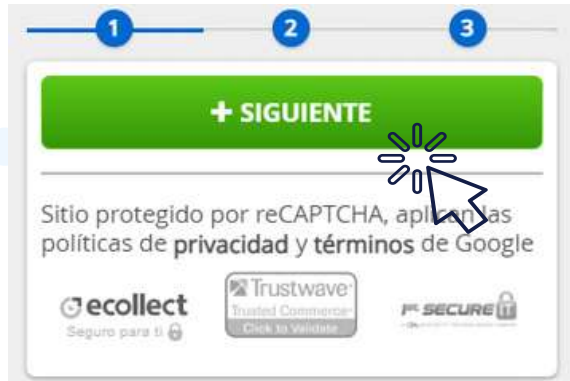 1 2 3
+ SIGUIENTE
Sitio protegido por reCAPTCHA, aplican las
políticas de privacidad y términos de Google
ecollect
Seguro para ti
Trustwave
Trusted Commerce
Click to Validate
SECURE